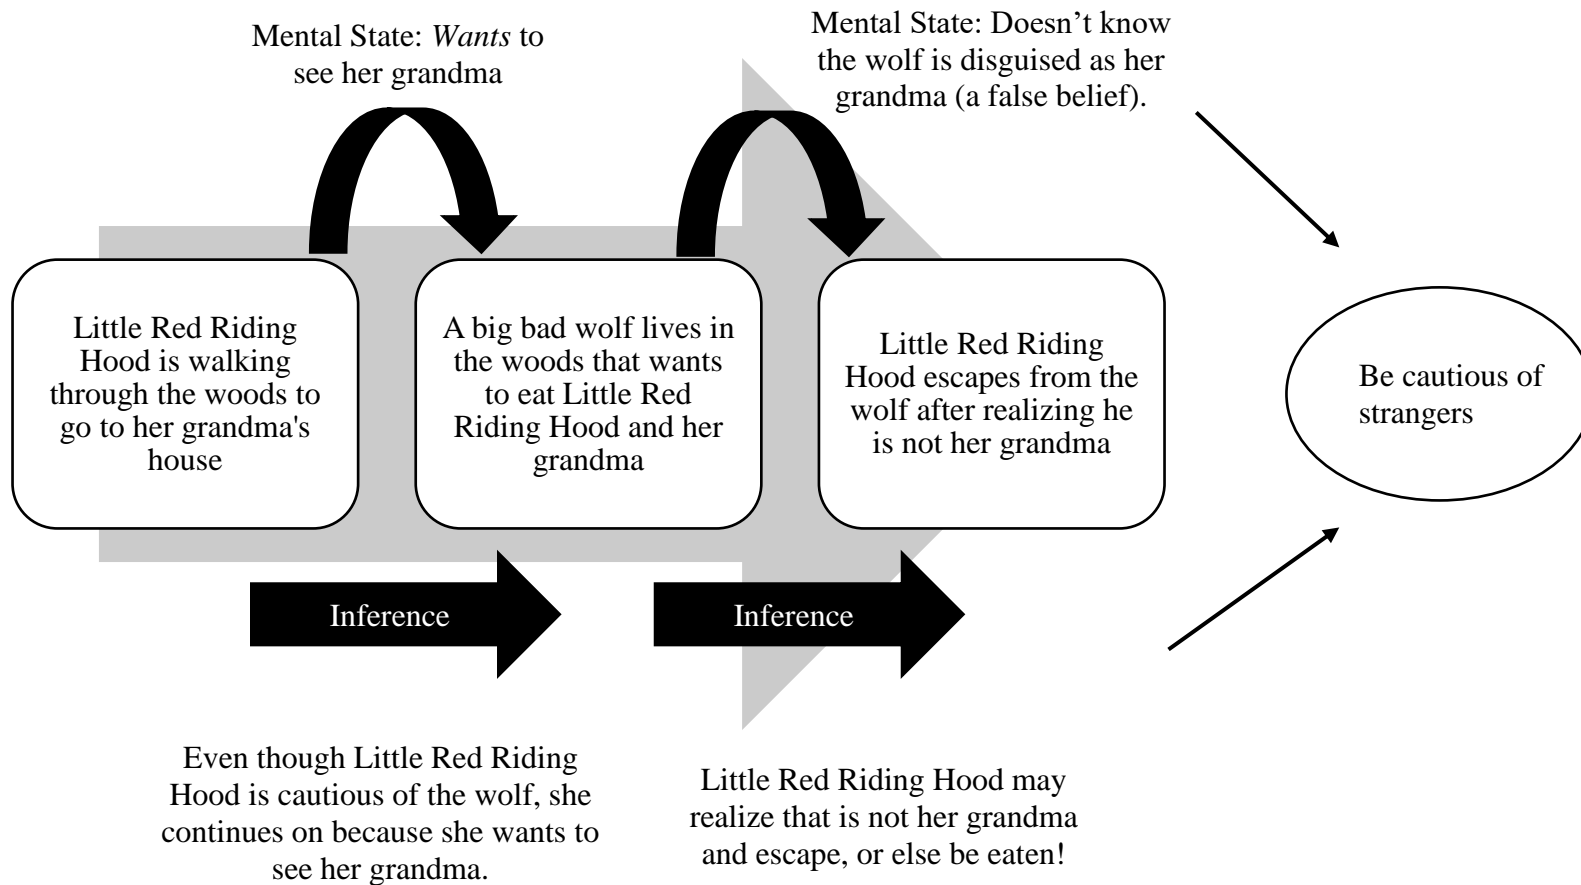 Mental State: Wants to
see her grandma
Mental State: Doesn’t know
the wolf is disguised as her
grandma (a false belief).
Little Red Riding
Hood is walking
through the woods to
go to her grandma's
house
A big bad wolf lives in
the woods that wants
to eat Little Red
Riding Hood and her
grandma
Little Red Riding
Hood escapes from the
wolf after realizing he
is not her grandma
Be cautious of
strangers
Inference
Inference
Even though Little Red Riding
Hood is cautious of the wolf, she
continues on because she wants to
see her grandma.
Little Red Riding Hood may
realize that is not her grandma
and escape, or else be eaten!